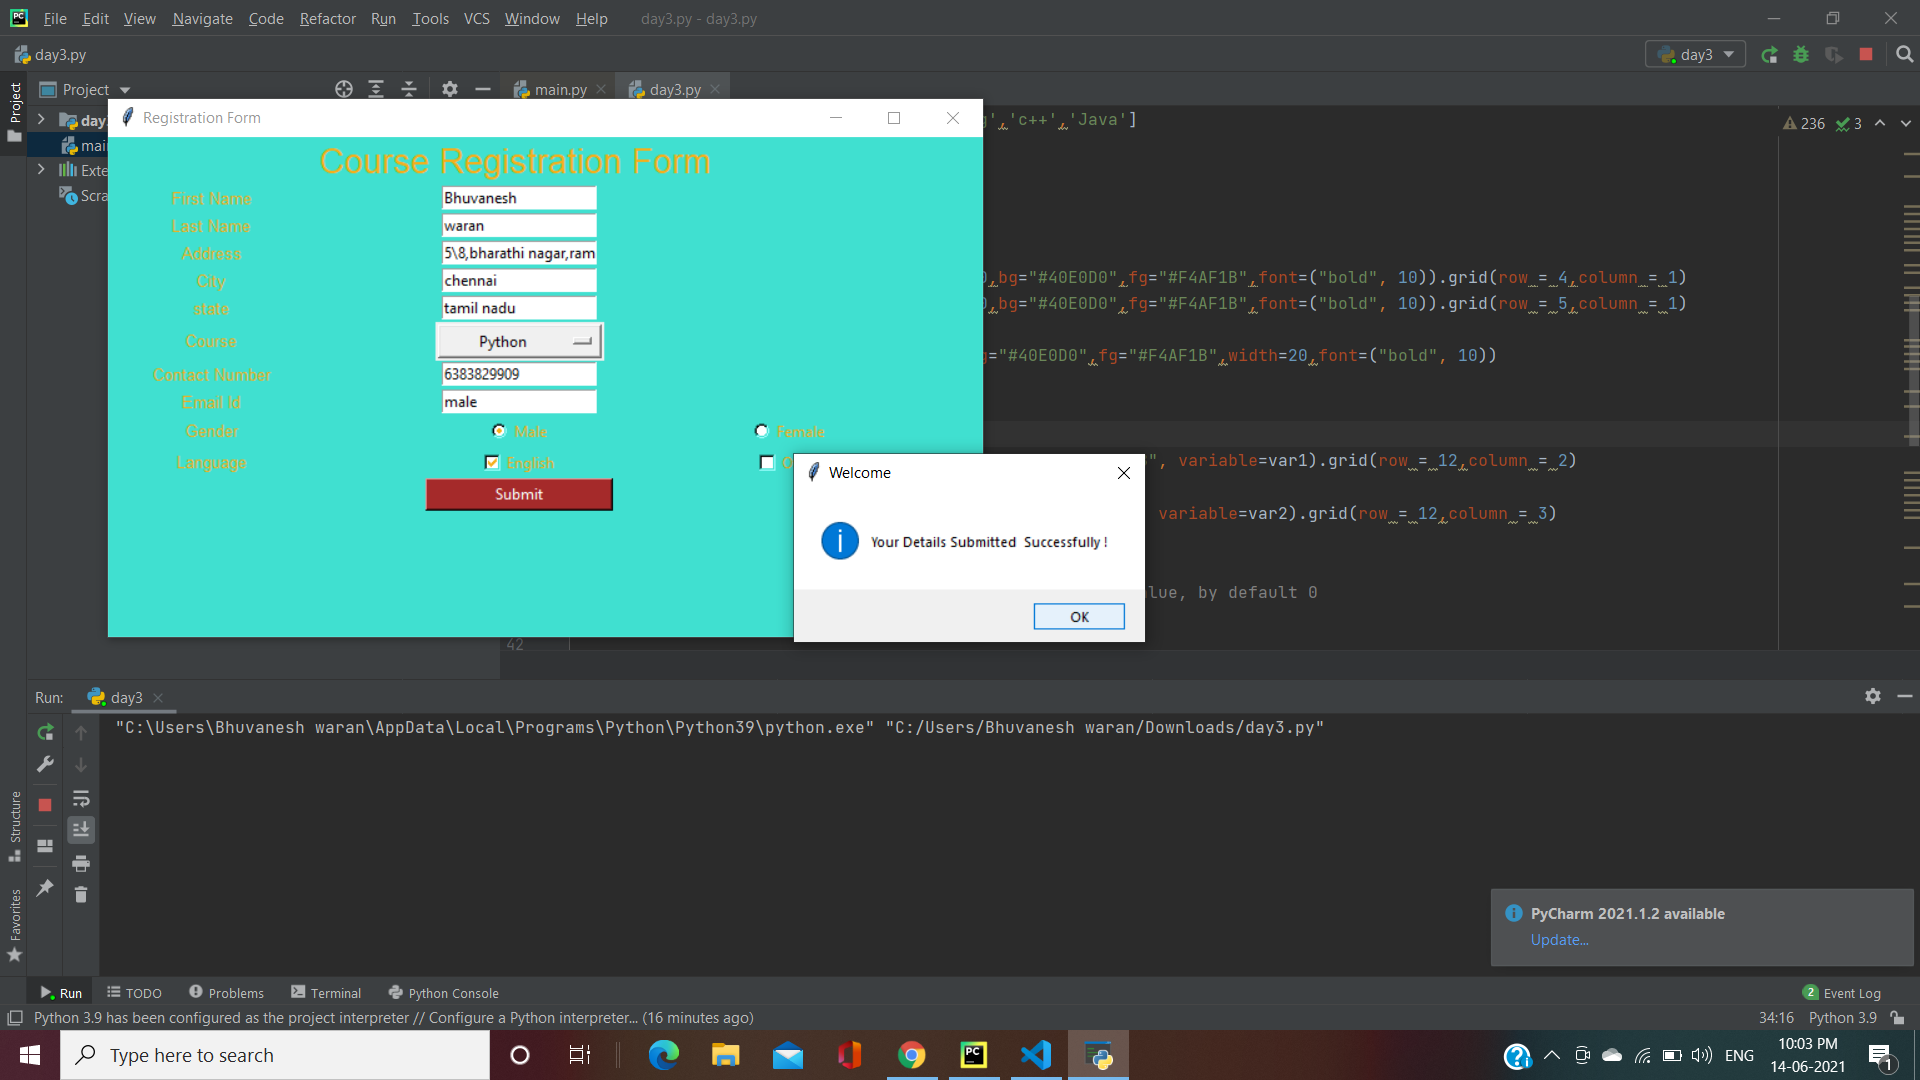 File Edit View Navigate Code Refactor Run Tools VCS Window Help day3.py - day3.py
day3.py
day3
Project
Project
main.py
day3.py
day
mai
Exte
Scra
Registration Form
Course Registration Form
First Name Bhuvanesh
Last Name waran
Address 5\8,bharathi nagar,ram
City chennai
state tamil nadu
Course Python
Contact Number 6383829909
Email Id male
Gender Male Female
Language English
Submit
Welcome
Your Details Submitted Successfully !
OK
','c++','Java']
236 3
,bg="#40E0D0",fg="#F4AF1B",font=("bold", 10)).grid(row = 4,column = 1)
,bg="#40E0D0",fg="#F4AF1B",font=("bold", 10)).grid(row = 5,column = 1)
="#40E0D0",fg="#F4AF1B",width=20,font=("bold", 10))
", variable=var1).grid(row = 12,column = 2)
variable=var2).grid(row = 12,column = 3)
lue, by default 0
42
Run: day3
"C:\Users\Bhuvanesh waran\AppData\Local\Programs\Python\Python39\python.exe" "C:/Users/Bhuvanesh waran/Downloads/day3.py"
Structure
Favorites
PyCharm 2021.1.2 available
Update...
Run TODO Problems Terminal Python Console
2 Event Log
Python 3.9 has been configured as the project interpreter // Configure a Python interpreter... (16 minutes ago)
34:16 Python 3.9
Type here to search
PC
ENG
10:03 PM
14-06-2021
1